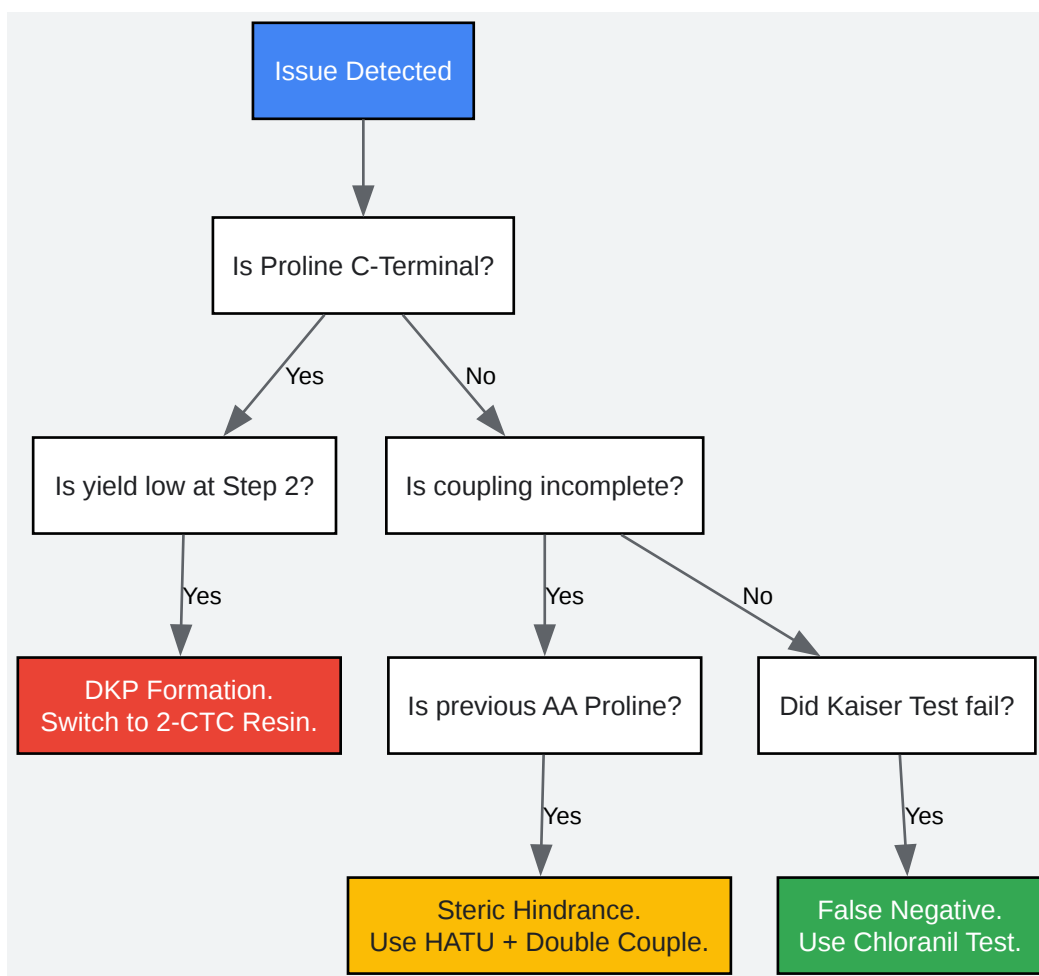 Issue Detected
Is Proline C-Terminal?
Yes
No
Is yield low at Step 2?
Is coupling incomplete?
Yes
Yes
No
DKP Formation.
Switch to 2-CTC Resin.
Is previous AA Proline?
Did Kaiser Test fail?
Yes
Yes
Steric Hindrance.
Use HATU + Double Couple.
False Negative.
Use Chloranil Test.